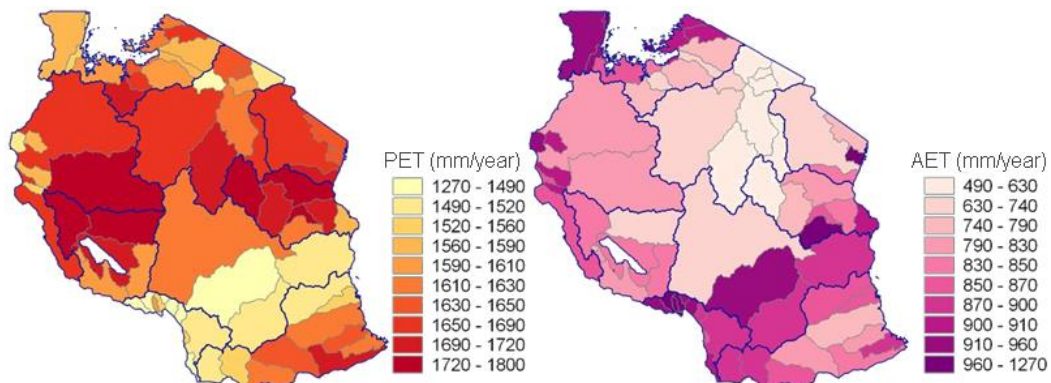 PET (mm/year)
1270 - 1490
1490 - 1520
1520 - 1560
1560 - 1590
1590 - 1610
1610 - 1630
1630 - 1650
1650 - 1690
1690 - 1720
1720 - 1800
AET (mm/year)
490 - 630
630 - 740
740 - 790
790 - 830
830 - 850
850 - 870
870 - 900
900 - 910
910 - 960
960 - 1270